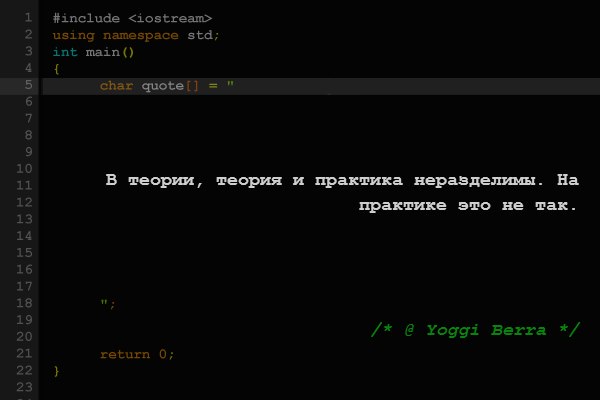 1 #include <iostream>
2 using namespace std;
3 int main()
4 {
5 char quote[] = "
6
7
8
9
10
11 В теории, теория и практика неразделимы. На
12 практике это не так.
13
14
15
16
17
18 ";
19
20 /* @ Yoggi Berra */
21 return 0;
22 }
23